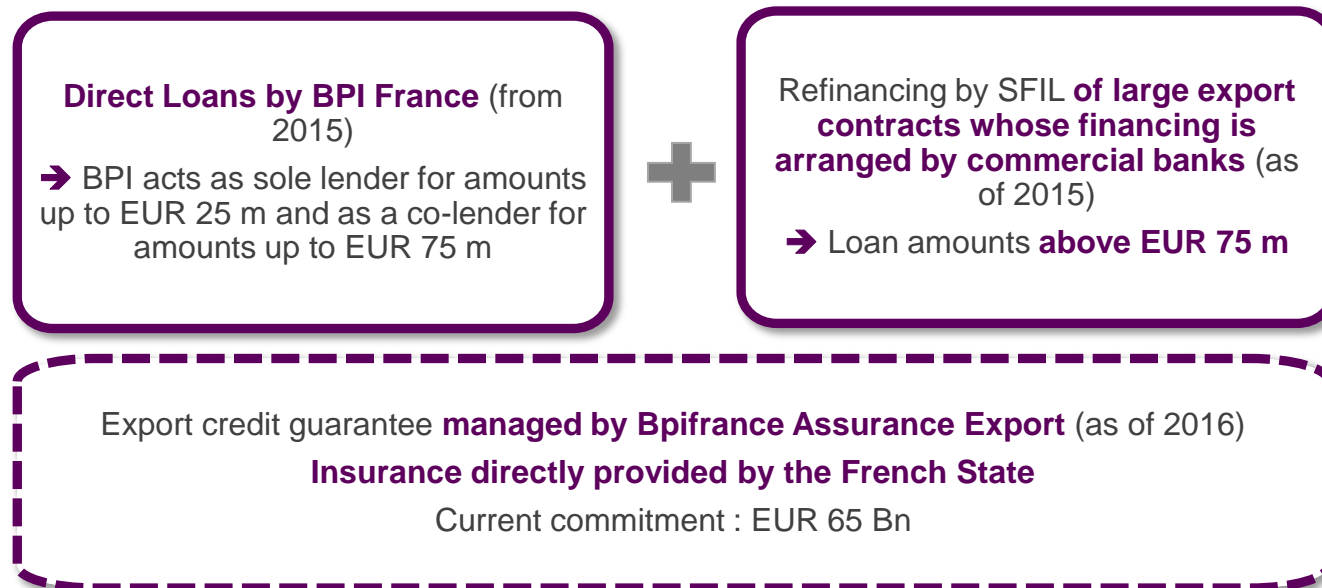 Direct Loans by BPI France (from
2015)
➔ BPI acts as sole lender for amounts
up to EUR 25 m and as a co-lender for
amounts up to EUR 75 m
Refinancing by SFIL of large export
contracts whose financing is
arranged by commercial banks (as
of 2015)
➔ Loan amounts above EUR 75 m
Export credit guarantee managed by Bpifrance Assurance Export (as of 2016)
Insurance directly provided by the French State
Current commitment : EUR 65 Bn